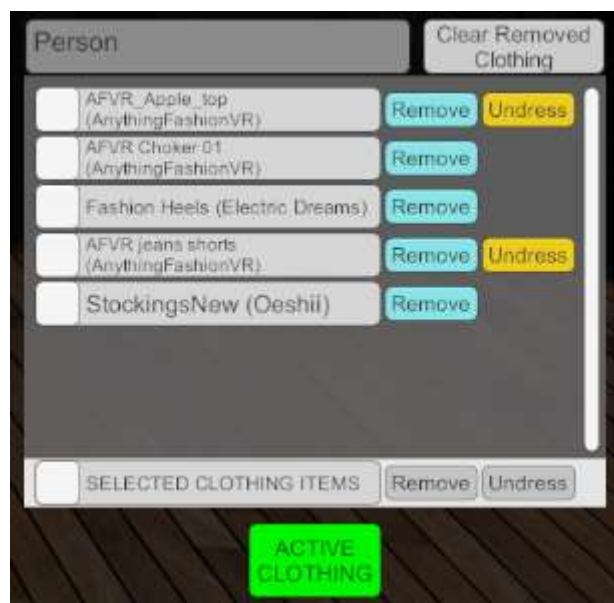 Person
Clear Removed
Clothing
AFVR_Apple_top
(AnythingFashionVR)
Remove
Undress
AFVR Choker 01
(AnythingFashionVR)
Remove
Fashion Heels (Electric Dreams)
Remove
AFVR jeans shorts
(AnythingFashionVR)
Remove
Undress
StockingsNew (Oeshii)
Remove
SELECTED CLOTHING ITEMS
Remove
Undress
ACTIVE
CLOTHING